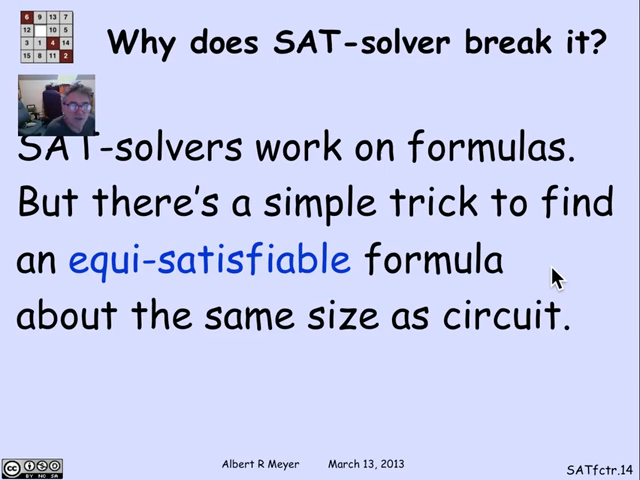 Why does SAT-solver break it?
SAT-solvers work on formulas.
But there's a simple trick to find
an equi-satisfiable formula
about the same size as circuit.
Albert R Meyer March 13, 2013
SATfctr.14